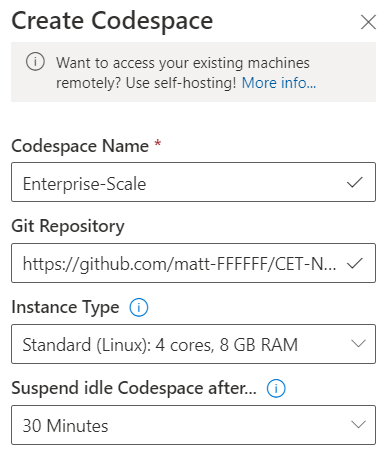 Create Codespace
Want to access your existing machines
remotely? Use self-hosting! More info...
Codespace Name *
Enterprise-Scale
Git Repository
https://github.com/matt-FFFFFF/CET-N...
Instance Type
Standard (Linux): 4 cores, 8 GB RAM
Suspend idle Codespace after...
30 Minutes